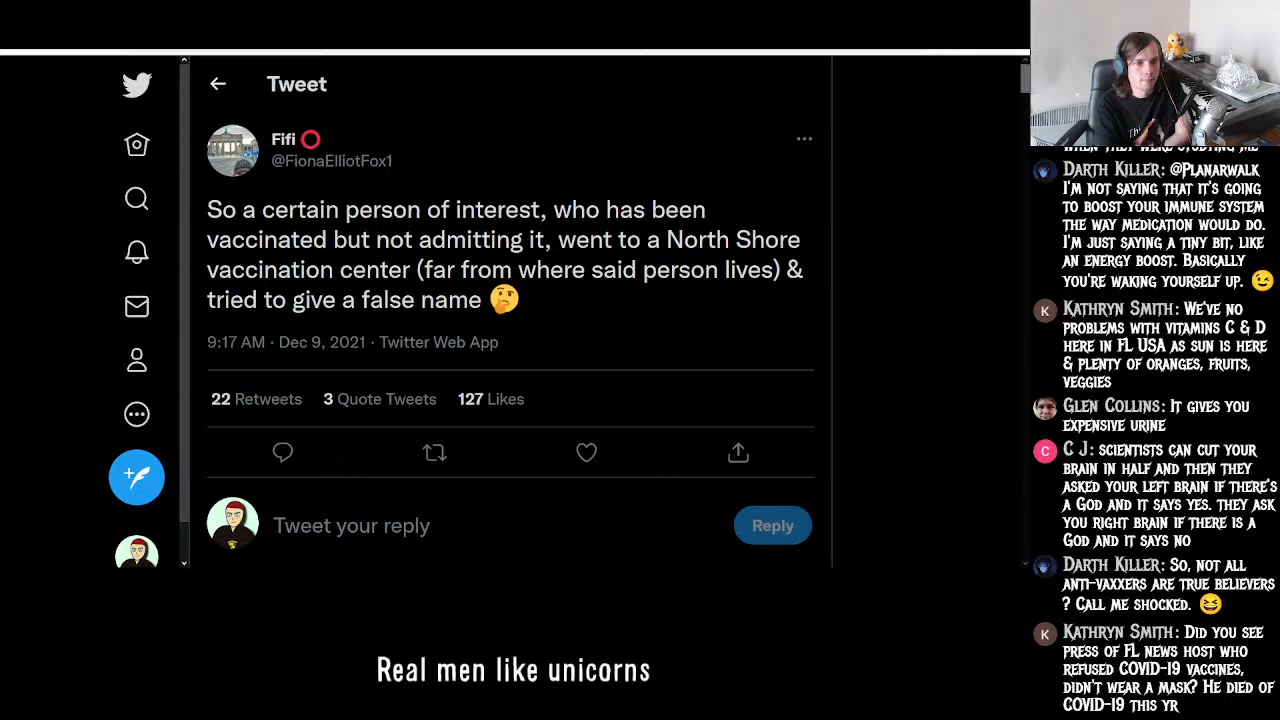 Tweet
Fifi
@FionaElliotFox1
So a certain person of interest, who has been
vaccinated but not admitting it, went to a North Shore
vaccination center (far from where said person lives) &
tried to give a false name 🤔
9:17 AM · Dec 9, 2021 · Twitter Web App
22 Retweets 3 Quote Tweets 127 Likes
Tweet your reply
Reply
Real men like unicorns
when they were studying me
Darth Killer: @Planarwalk
I'm not saying that it's going
to boost your immune system
the way medication would do.
I'm just saying a tiny bit, like
an energy boost. Basically
you're waking yourself up. 😉
K
Kathryn Smith: We've no
problems with vitamins C & D
here in FL USA as sun is here
& plenty of oranges, fruits,
veggies
Glen Collins: It gives you
expensive urine
C
C J: scientists can cut your
brain in half and then they
asked your left brain if there's
a God and it says yes. they ask
you right brain if there is a
God and it says no
Darth Killer: So, not all
anti-vaxxers are true believers
? Call me shocked. 😆
K
Kathryn Smith: Did you see
press of FL news host who
refused COVID-19 vaccines,
didn't wear a mask? He died of
COVID-19 this yr